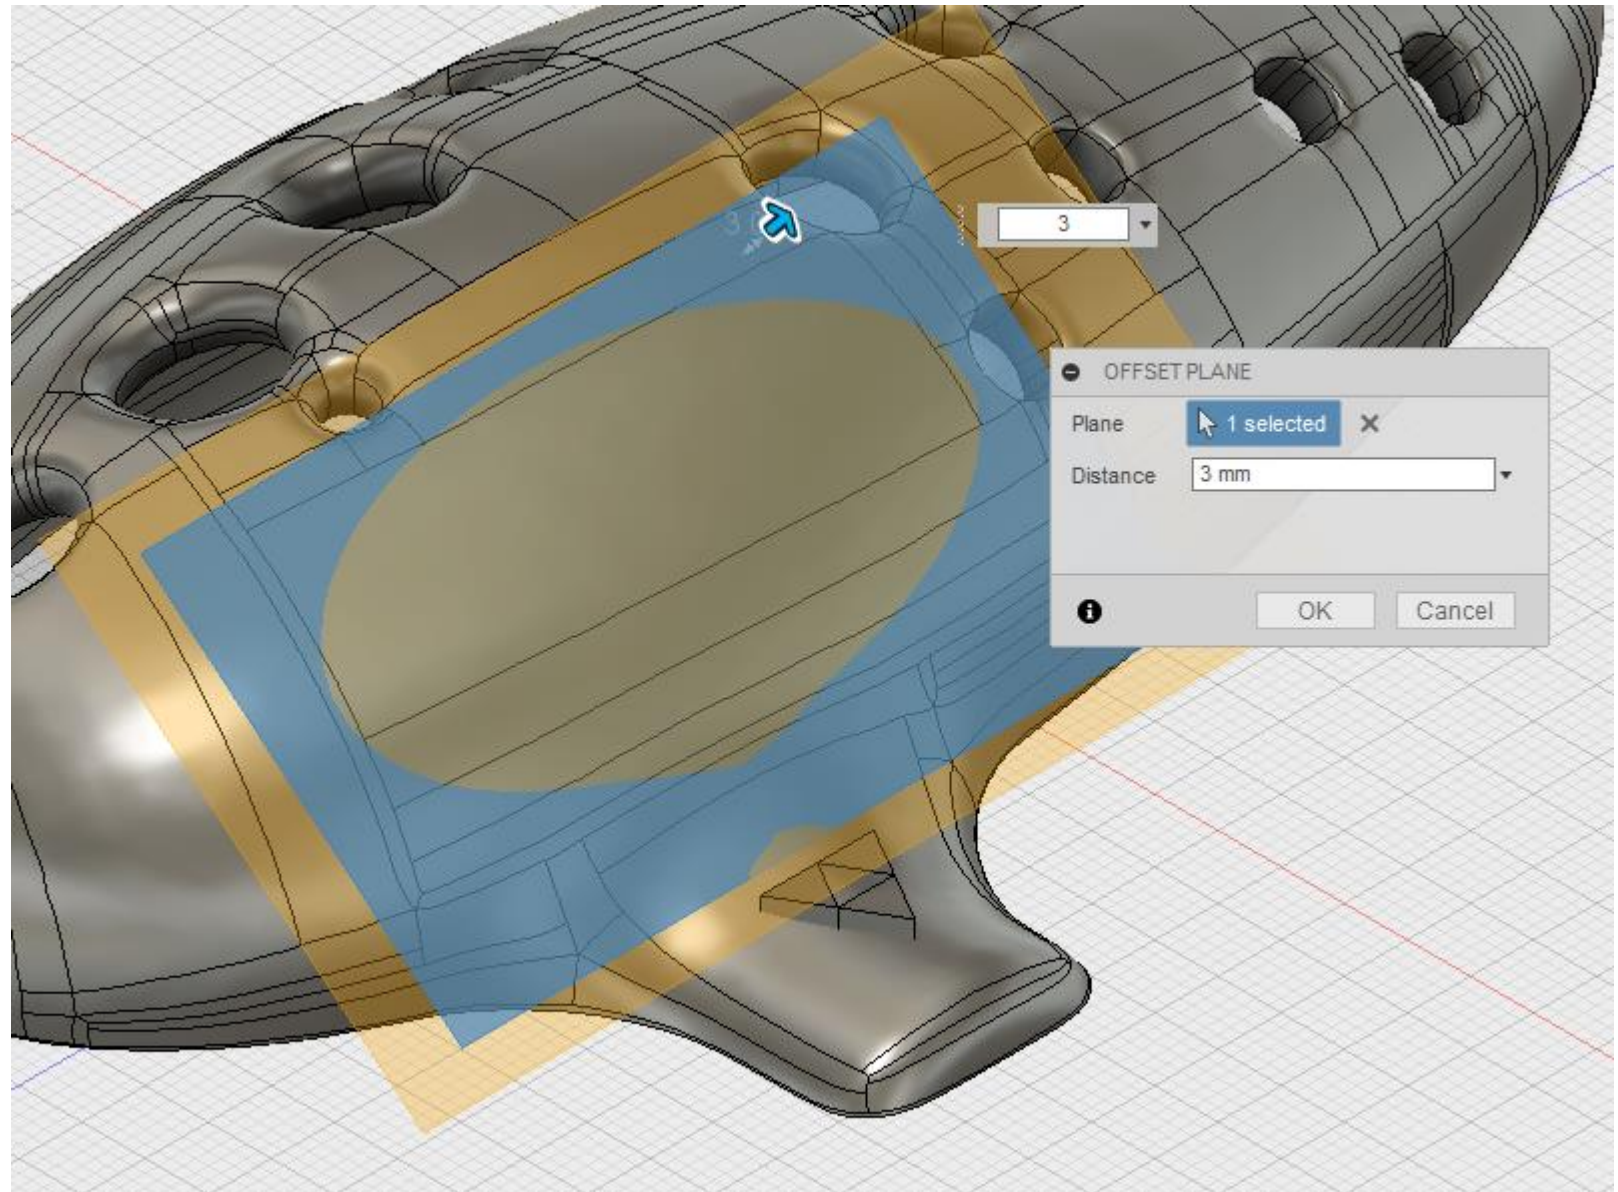 3
OFFSET PLANE
Plane 1 selected
Distance 3 mm
OK Cancel